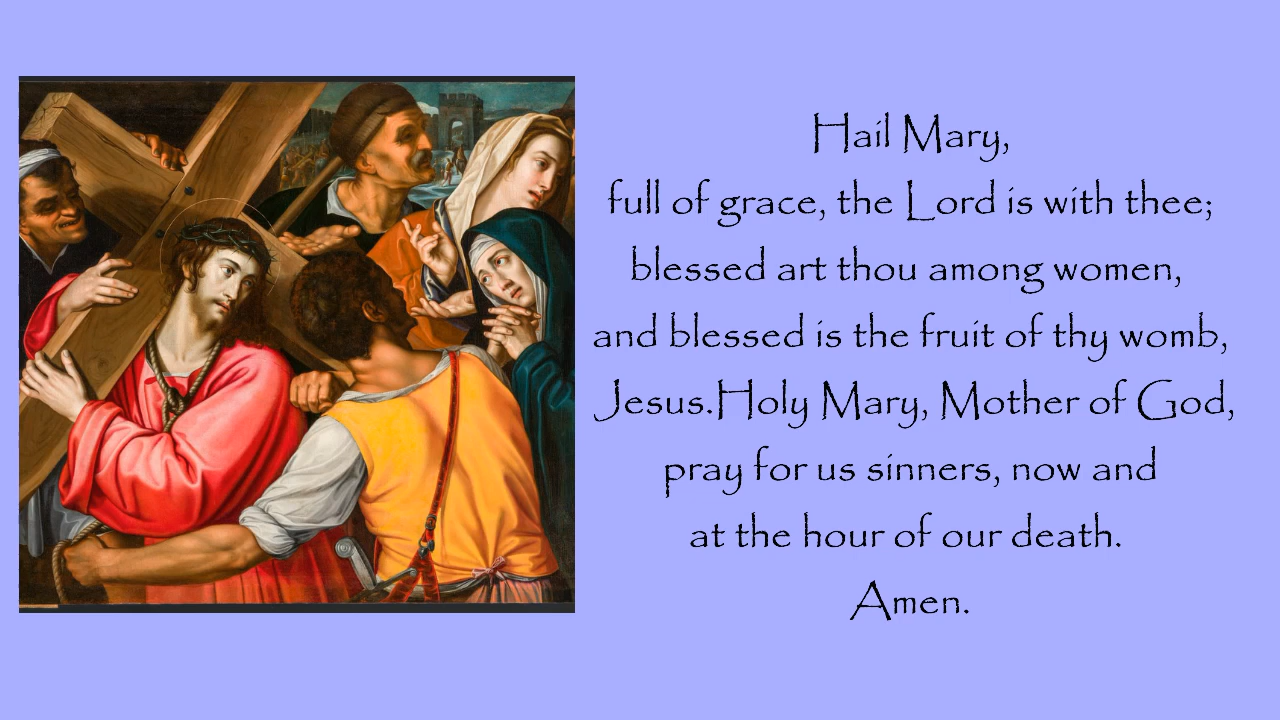 Hail Mary,
full of grace, the Lord is with thee;
blessed art thou among women,
and blessed is the fruit of thy womb,
Jesus.Holy Mary, Mother of God,
pray for us sinners, now and
at the hour of our death.
Amen.